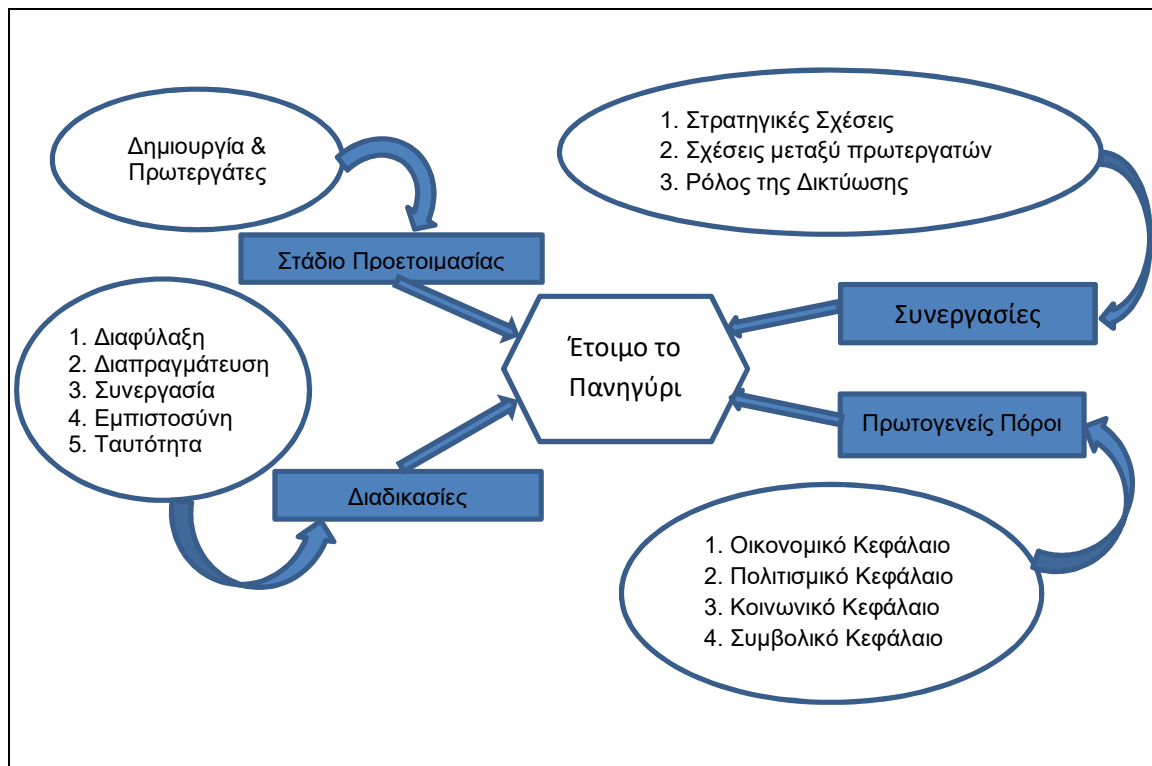 Δημιουργία &
Πρωτεργάτες
Στάδιο Προετοιμασίας
1. Στρατηγικές Σχέσεις
2. Σχέσεις μεταξύ πρωτεργατών
3. Ρόλος της Δικτύωσης
Συνεργασίες
Έτοιμο το
Πανηγύρι
1. Διαφύλαξη
2. Διαπραγμάτευση
3. Συνεργασία
4. Εμπιστοσύνη
5. Ταυτότητα
Διαδικασίες
Πρωτογενείς Πόροι
1. Οικονομικό Κεφάλαιο
2. Πολιτισμικό Κεφάλαιο
3. Κοινωνικό Κεφάλαιο
4. Συμβολικό Κεφάλαιο